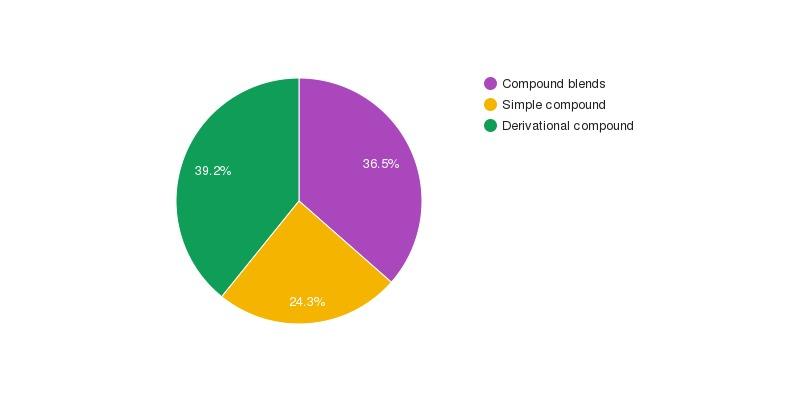 Compound blends
Simple compound
Derivational compound
36.5%
39.2%
24.3%